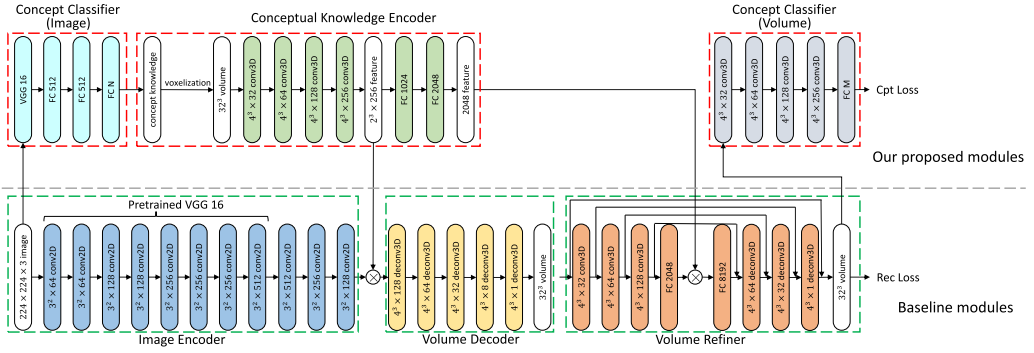 Concept Classifier
(Image)
Conceptual Knowledge Encoder
Concept Classifier
(Volume)
VGG 16
FC 512
FC 512
FC N
concept knowledge
voxelization
32³ volume
4³ × 32 conv3D
4³ × 64 conv3D
4³ × 128 conv3D
4³ × 256 conv3D
2³ × 256 feature
FC 1024
FC 2048
2048 feature
4³ × 32 conv3D
4³ × 64 conv3D
4³ × 128 conv3D
4³ × 256 conv3D
FC M
Cpt Loss
Our proposed modules
Pretrained VGG 16
224 × 224 × 3 image
3² × 64 conv2D
3² × 64 conv2D
3² × 128 conv2D
3² × 128 conv2D
3² × 256 conv2D
3² × 256 conv2D
3² × 256 conv2D
3² × 512 conv2D
3² × 512 conv2D
3² × 256 conv2D
3² × 128 conv2D
4³ × 128 deconv3D
4³ × 64 deconv3D
4³ × 32 deconv3D
4³ × 8 deconv3D
4³ × 1 deconv3D
32³ volume
4³ × 32 conv3D
4³ × 64 conv3D
4³ × 128 conv3D
FC 2048
FC 8192
4³ × 64 deconv3D
4³ × 32 deconv3D
4³ × 1 deconv3D
32³ volume
Rec Loss
Baseline modules
Image Encoder
Volume Decoder
Volume Refiner